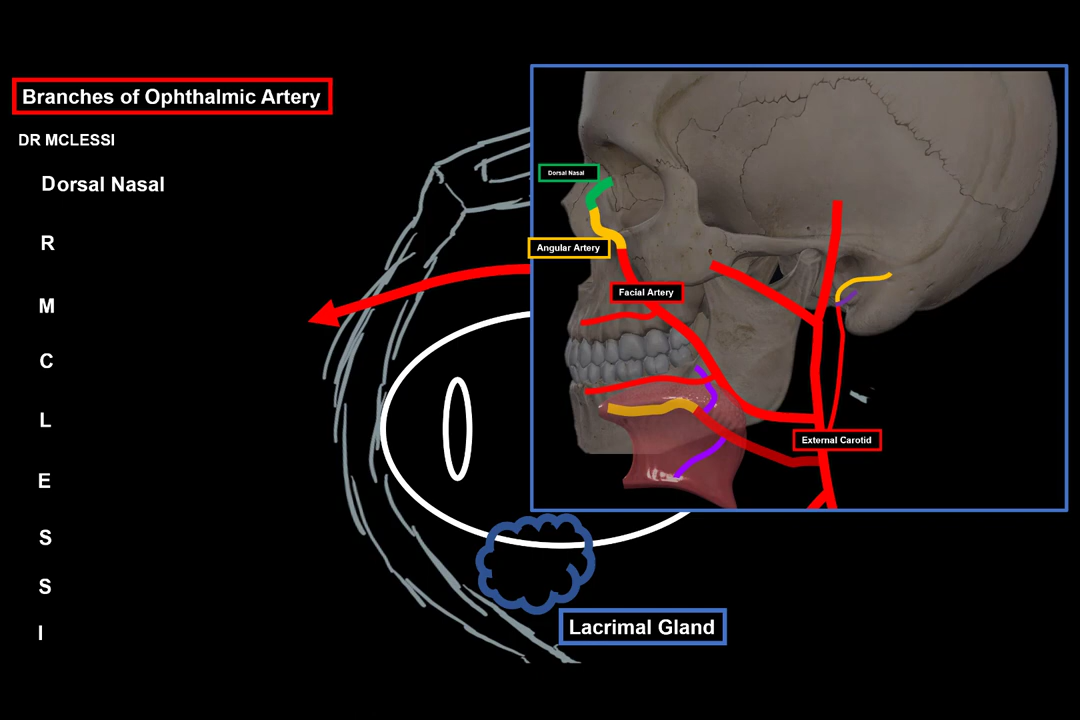 Branches of Ophthalmic Artery
DR MCLESSI
Dorsal Nasal
R
M
C
L
E
S
S
I
Dorsal Nasal
Angular Artery
Facial Artery
External Carotid
Lacrimal Gland